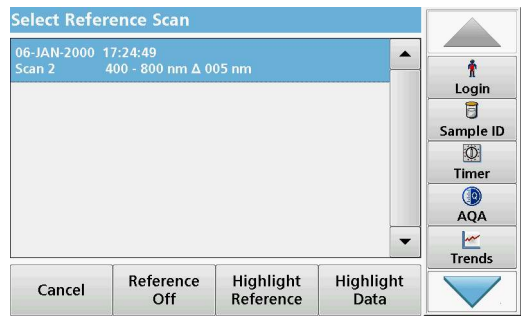 Select Reference Scan
06-JAN-2000 17:24:49
Scan 2 400 - 800 nm Δ 005 nm
Login
Sample ID
Timer
AQA
Trends
Cancel
Reference
Off
Highlight
Reference
Highlight
Data